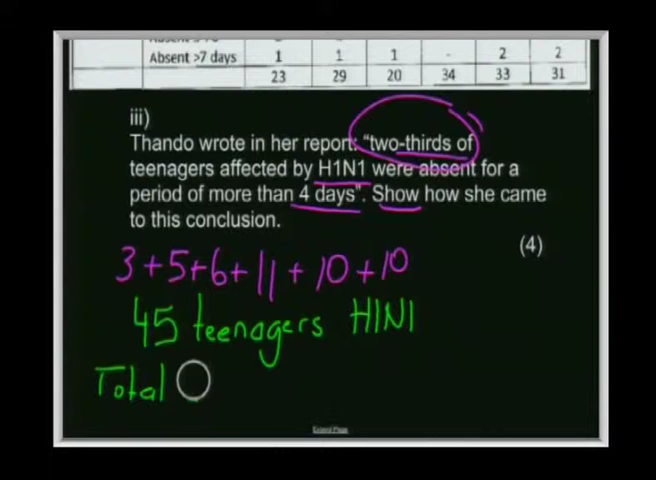 Absent >7 days 1 1 1 - 2 2
23 29 20 34 33 31
iii)
Thando wrote in her report: "two-thirds of
teenagers affected by H1N1 were absent for a
period of more than 4 days". Show how she came
to this conclusion.
(4)
3+5+6+11+10+10
45 teenagers H1N1
Total
Extend Page